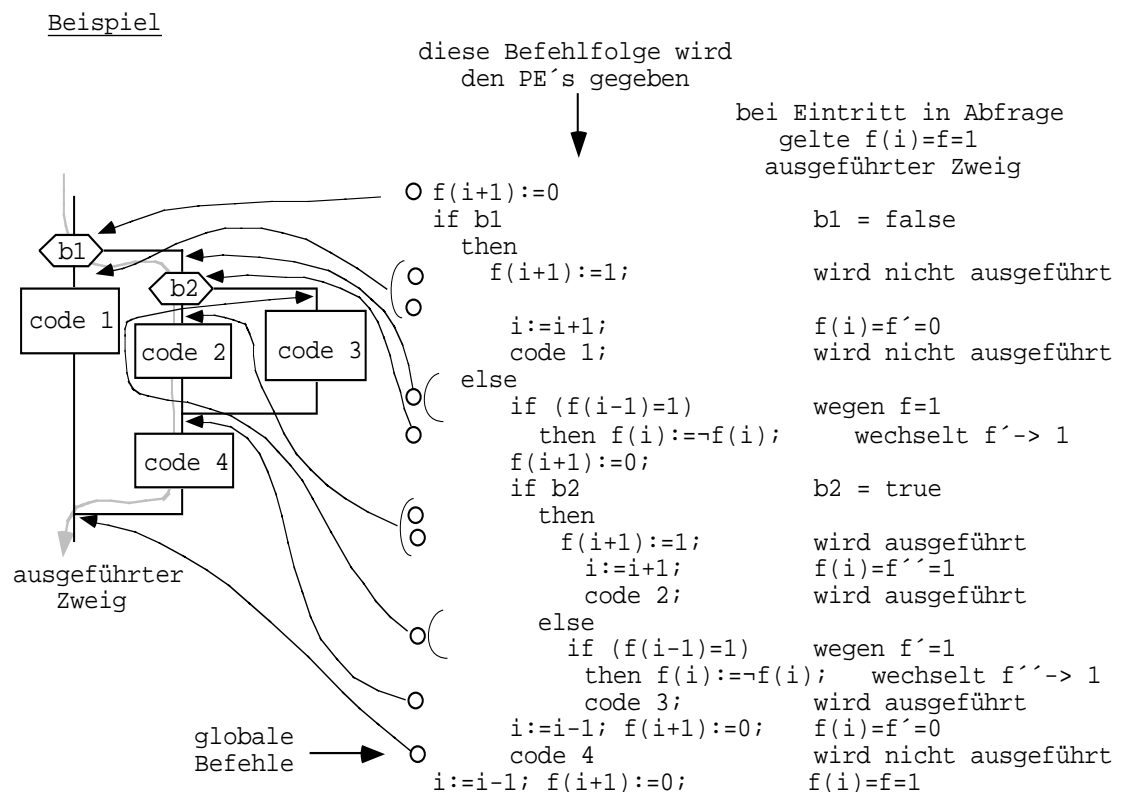 Beispiel
diese Befehlfolge wird
den PE´s gegeben
bei Eintritt in Abfrage
gelte f(i)=f=1
ausgeführter Zweig
f(i+1):=0
if b1 b1 = false
then
f(i+1):=1; wird nicht ausgeführt
i:=i+1; f(i)=f´=0
code 1; wird nicht ausgeführt
else
if (f(i-1)=1) wegen f=1
then f(i):=¬f(i); wechselt f´-> 1
f(i+1):=0;
if b2 b2 = true
then
f(i+1):=1; wird ausgeführt
i:=i+1; f(i)=f´´=1
code 2; wird ausgeführt
else
if (f(i-1)=1) wegen f´=1
then f(i):=¬f(i); wechselt f´´-> 1
code 3; wird ausgeführt
i:=i-1; f(i+1):=0; f(i)=f´=0
code 4 wird nicht ausgeführt
i:=i-1; f(i+1):=0; f(i)=f=1
b1
b2
code 1
code 2
code 3
code 4
ausgeführter
Zweig
globale
Befehle